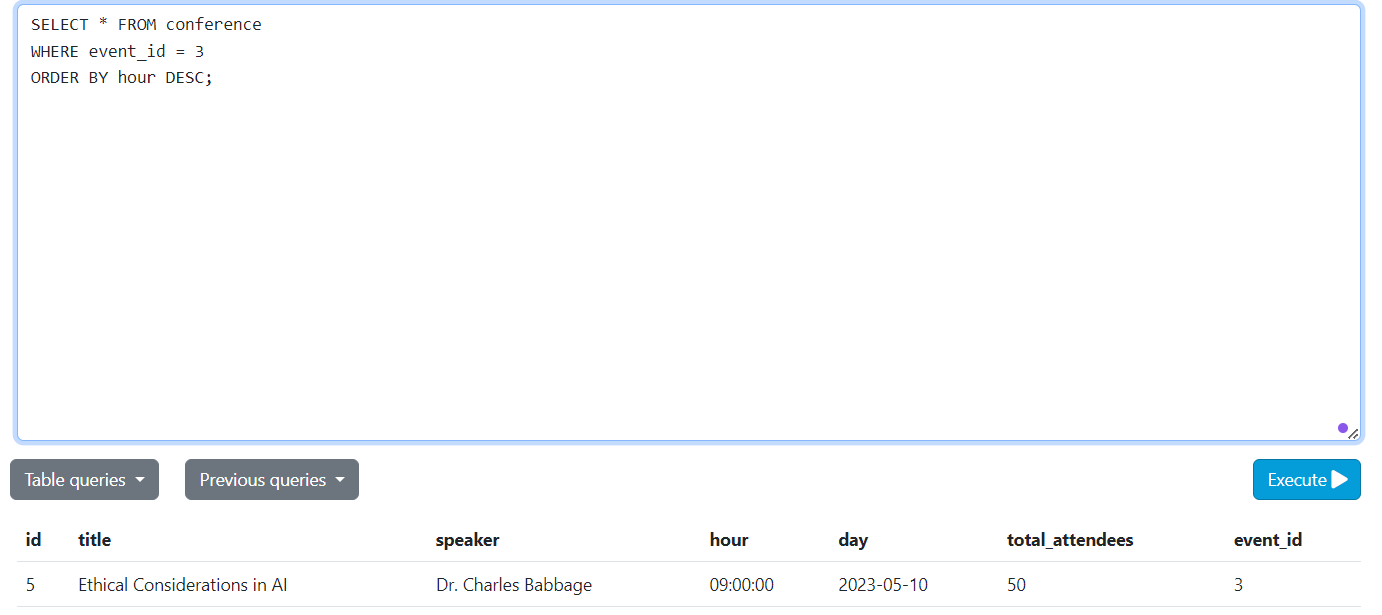 SELECT * FROM conference
WHERE event_id = 3
ORDER BY hour DESC;
Table queries Previous queries Execute
id title speaker hour day total_attendees event_id
5 Ethical Considerations in AI Dr. Charles Babbage 09:00:00 2023-05-10 50 3